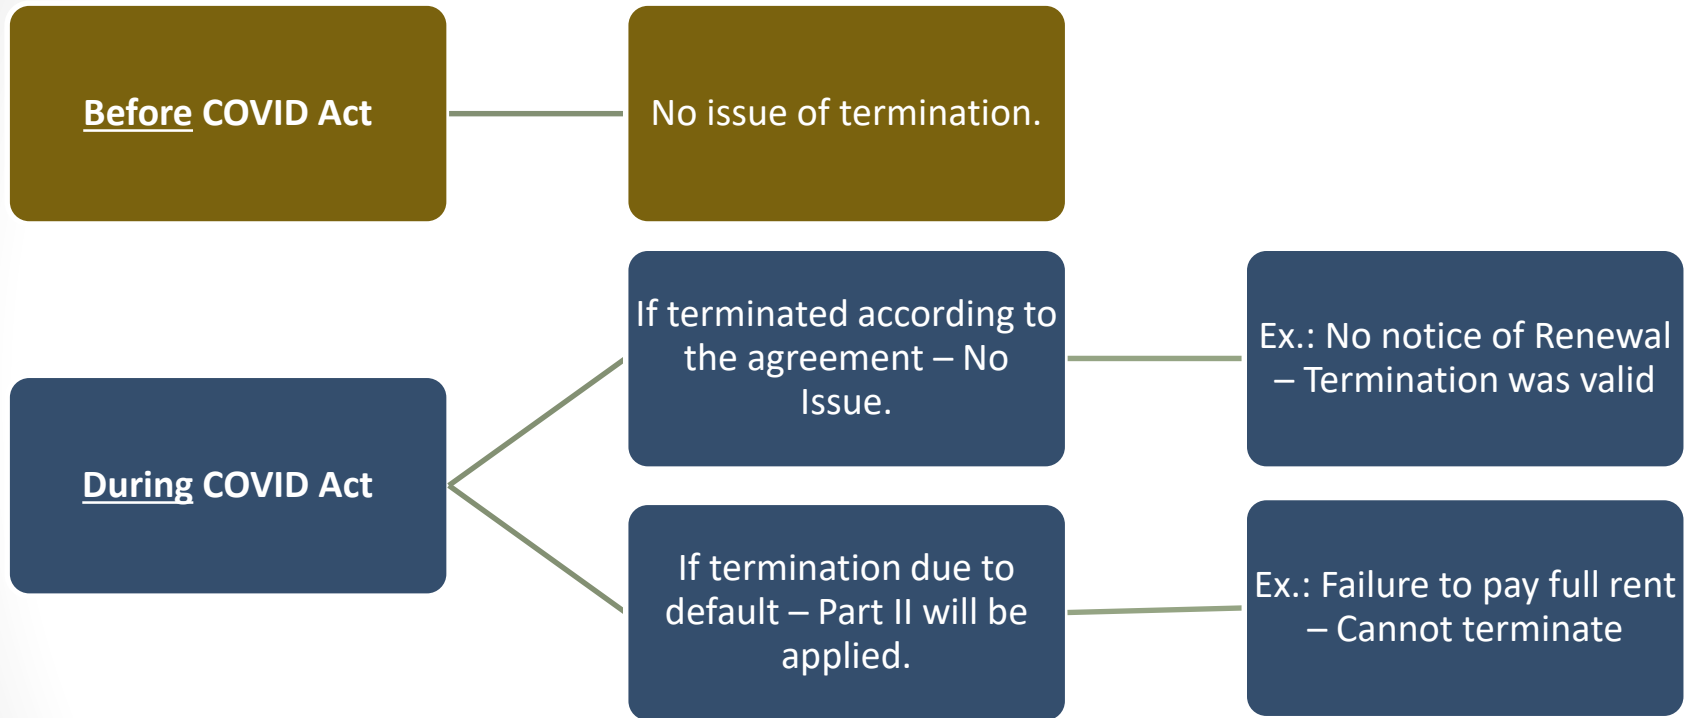 Before COVID Act
No issue of termination.
During COVID Act
If terminated according to
the agreement – No
Issue.
Ex.: No notice of Renewal
– Termination was valid
If termination due to
default – Part II will be
applied.
Ex.: Failure to pay full rent
– Cannot terminate